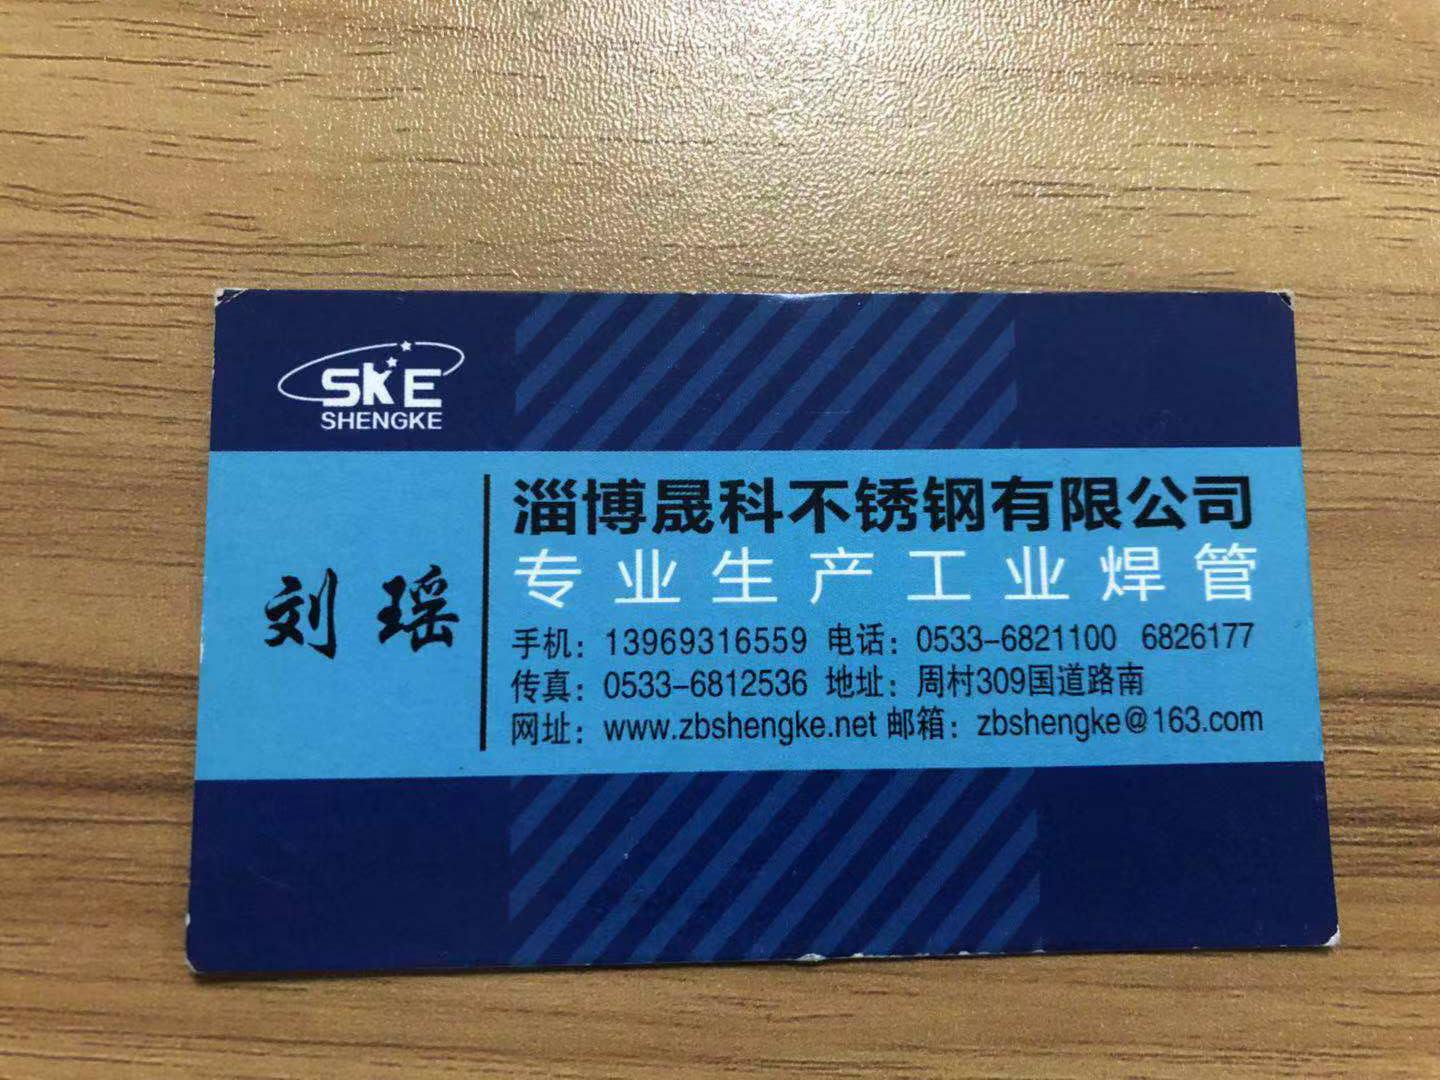 SKE
SHENGKE
刘瑶
淄博晟科不锈钢有限公司
专业生产工业焊管
手机：13969316559 电话：0533-6821100 6826177
传真：0533-6812536 地址：周村309国道路南
网址：www.zbshengke.net 邮箱：zbshengke@163.com